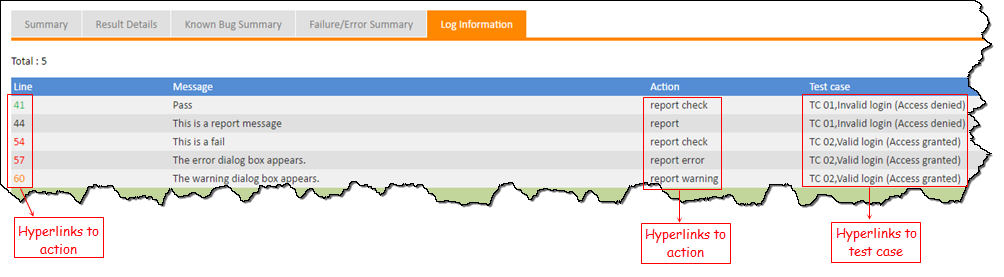 Summary Result Details Known Bug Summary Failure/Error Summary Log Information
Total : 5
Line Message Action Test case
41 Pass report check TC 01,Invalid login (Access denied)
44 This is a report message report TC 01,Invalid login (Access denied)
54 This is a fail report check TC 02,Valid login (Access granted)
57 The error dialog box appears. report error TC 02,Valid login (Access granted)
60 The warning dialog box appears. report warning TC 02,Valid login (Access granted)
Hyperlinks to
action
Hyperlinks to
action
Hyperlinks to
test case